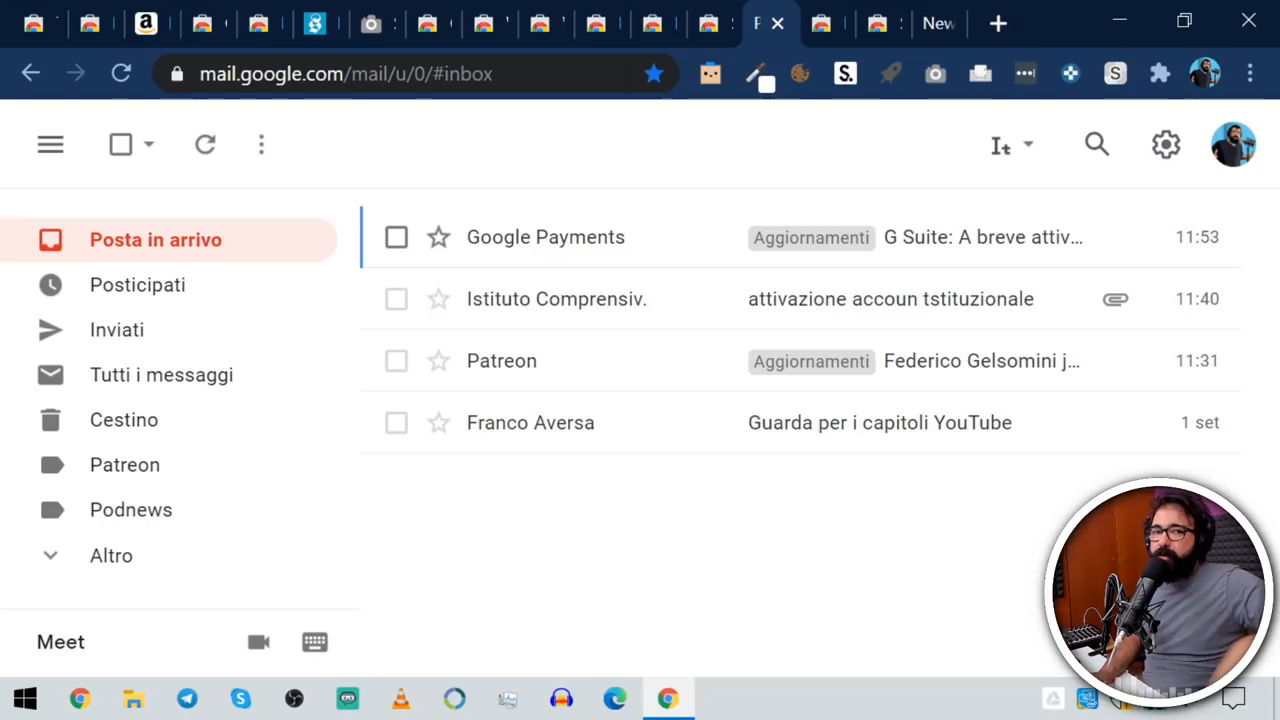 New
mail.google.com/mail/u/0/#inbox
Posta in arrivo
Posticipati
Inviati
Tutti i messaggi
Cestino
Patreon
Podnews
Altro
Meet
Google Payments Aggiornamenti G Suite: A breve attiv... 11:53
Istituto Comprensiv. attivazione accoun tstituzionale 11:40
Patreon Aggiornamenti Federico Gelsomini j... 11:31
Franco Aversa Guarda per i capitoli YouTube 1 set